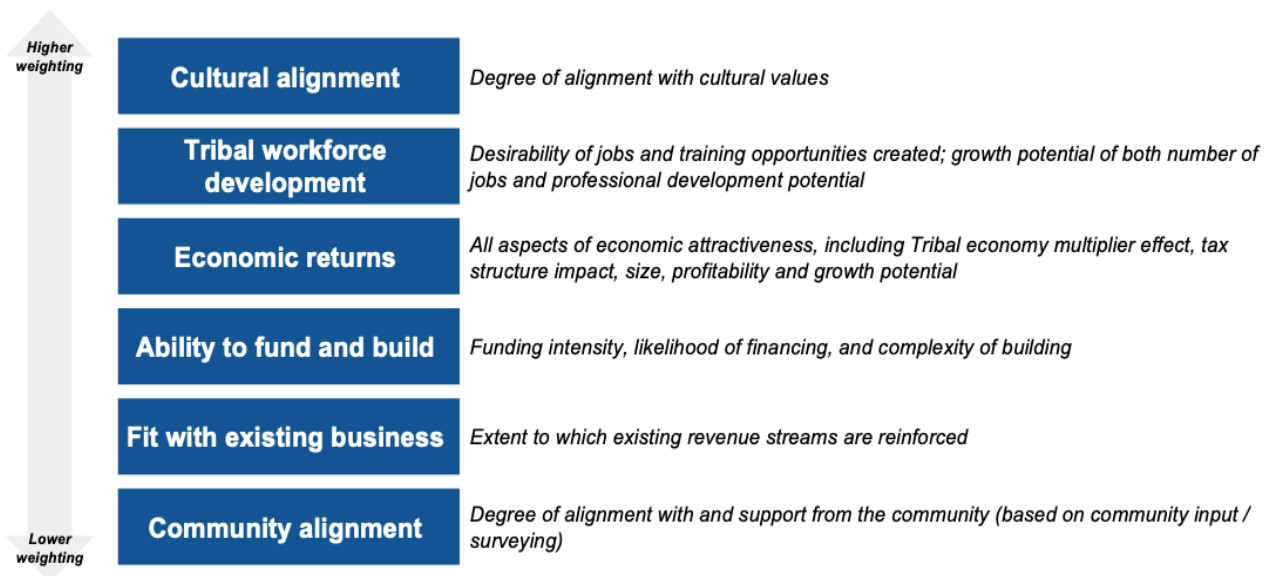 Higher
weighting
Cultural alignment
Degree of alignment with cultural values
Tribal workforce
development
Desirability of jobs and training opportunities created; growth potential of both number of
jobs and professional development potential
Economic returns
All aspects of economic attractiveness, including Tribal economy multiplier effect, tax
structure impact, size, profitability and growth potential
Ability to fund and build
Funding intensity, likelihood of financing, and complexity of building
Fit with existing business
Extent to which existing revenue streams are reinforced
Community alignment
Degree of alignment with and support from the community (based on community input /
surveying)
Lower
weighting